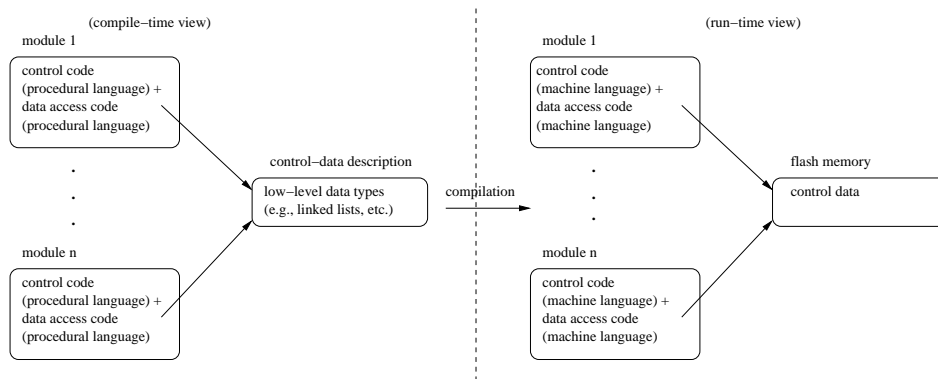 (compile−time view)
module 1
control code
(procedural language) +
data access code
(procedural language)
control−data description
low−level data types
(e.g., linked lists, etc.)
module n
control code
(procedural language) +
data access code
(procedural language)
compilation
(run−time view)
module 1
control code
(machine language) +
data access code
(machine language)
flash memory
control data
module n
control code
(machine language) +
data access code
(machine language)